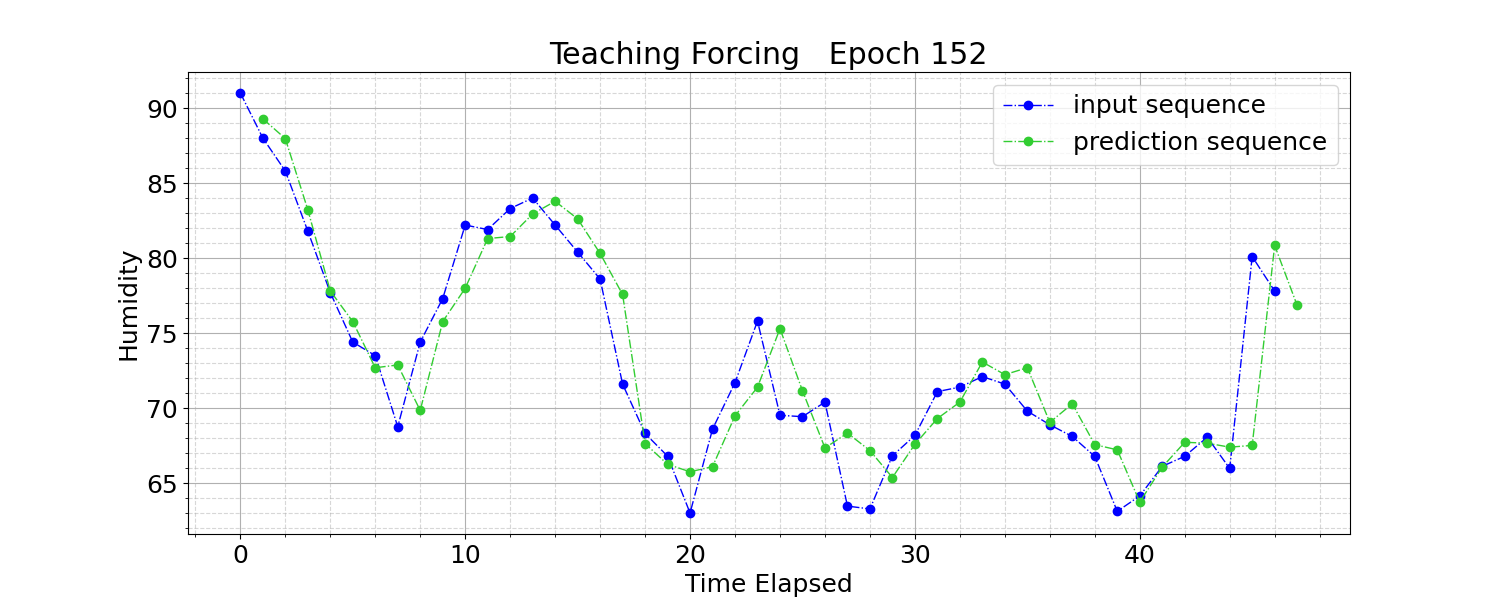 Teaching Forcing   Epoch 152
input sequence
prediction sequence
Humidity
90
85
80
75
70
65
0 10 20 30 40
Time Elapsed